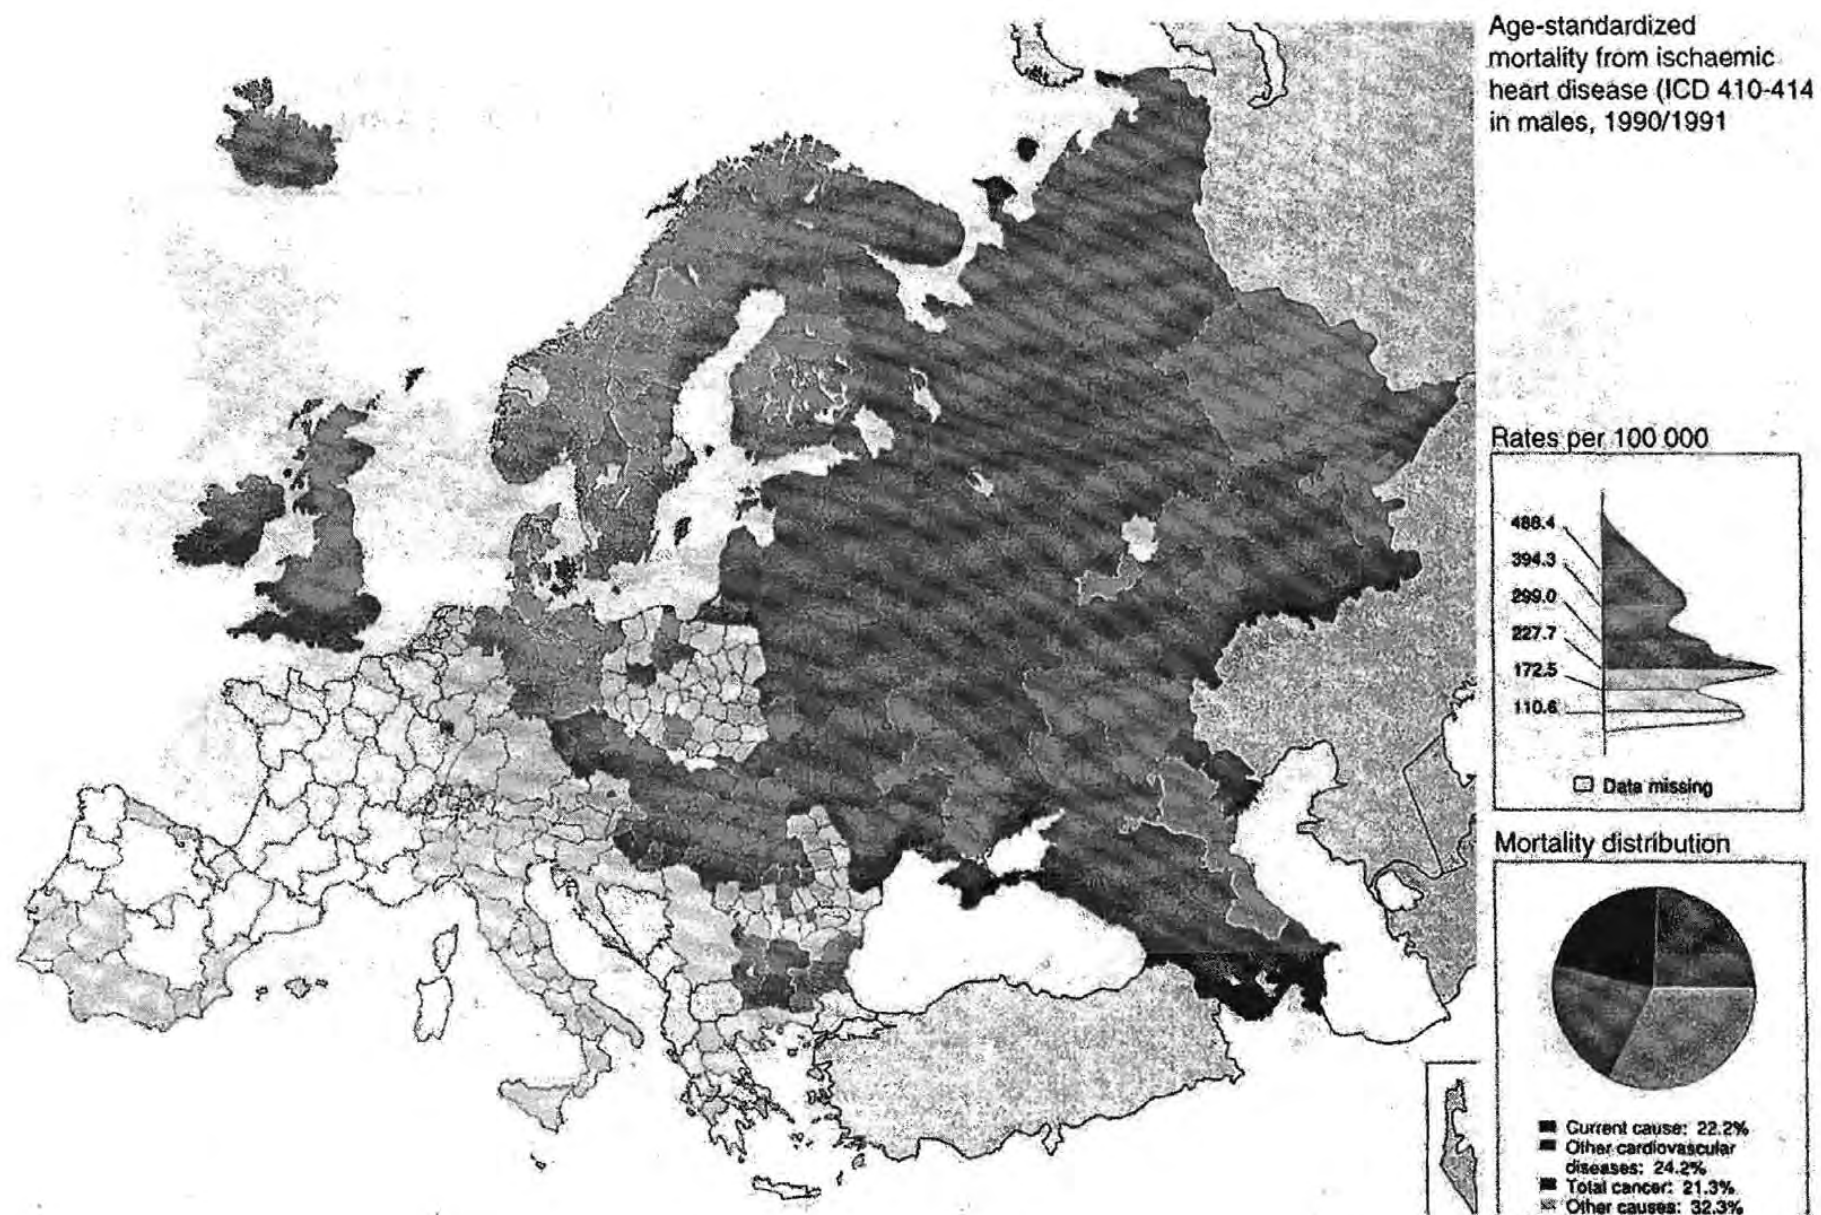 Age-standardized
mortality from ischaemic
heart disease (ICD 410-414
in males, 1990/1991
Rates per 100 000
488.4
394.3
299.0
227.7
172.5
110.6
Data missing
Mortality distribution
Current cause: 22.2%
Other cardiovascular
diseases: 24.2%
Total cancer: 21.3%
Other causes: 32.3%